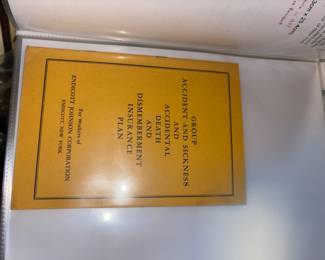 GROUP
ACCIDENT AND SICKNESS
AND
ACCIDENTAL
DEATH
AND
DISMEMBERMENT
INSURANCE
PLAN
For Workers of
ENDICOTT JOHNSON CORPORATION
ENDICOTT, NEW YORK